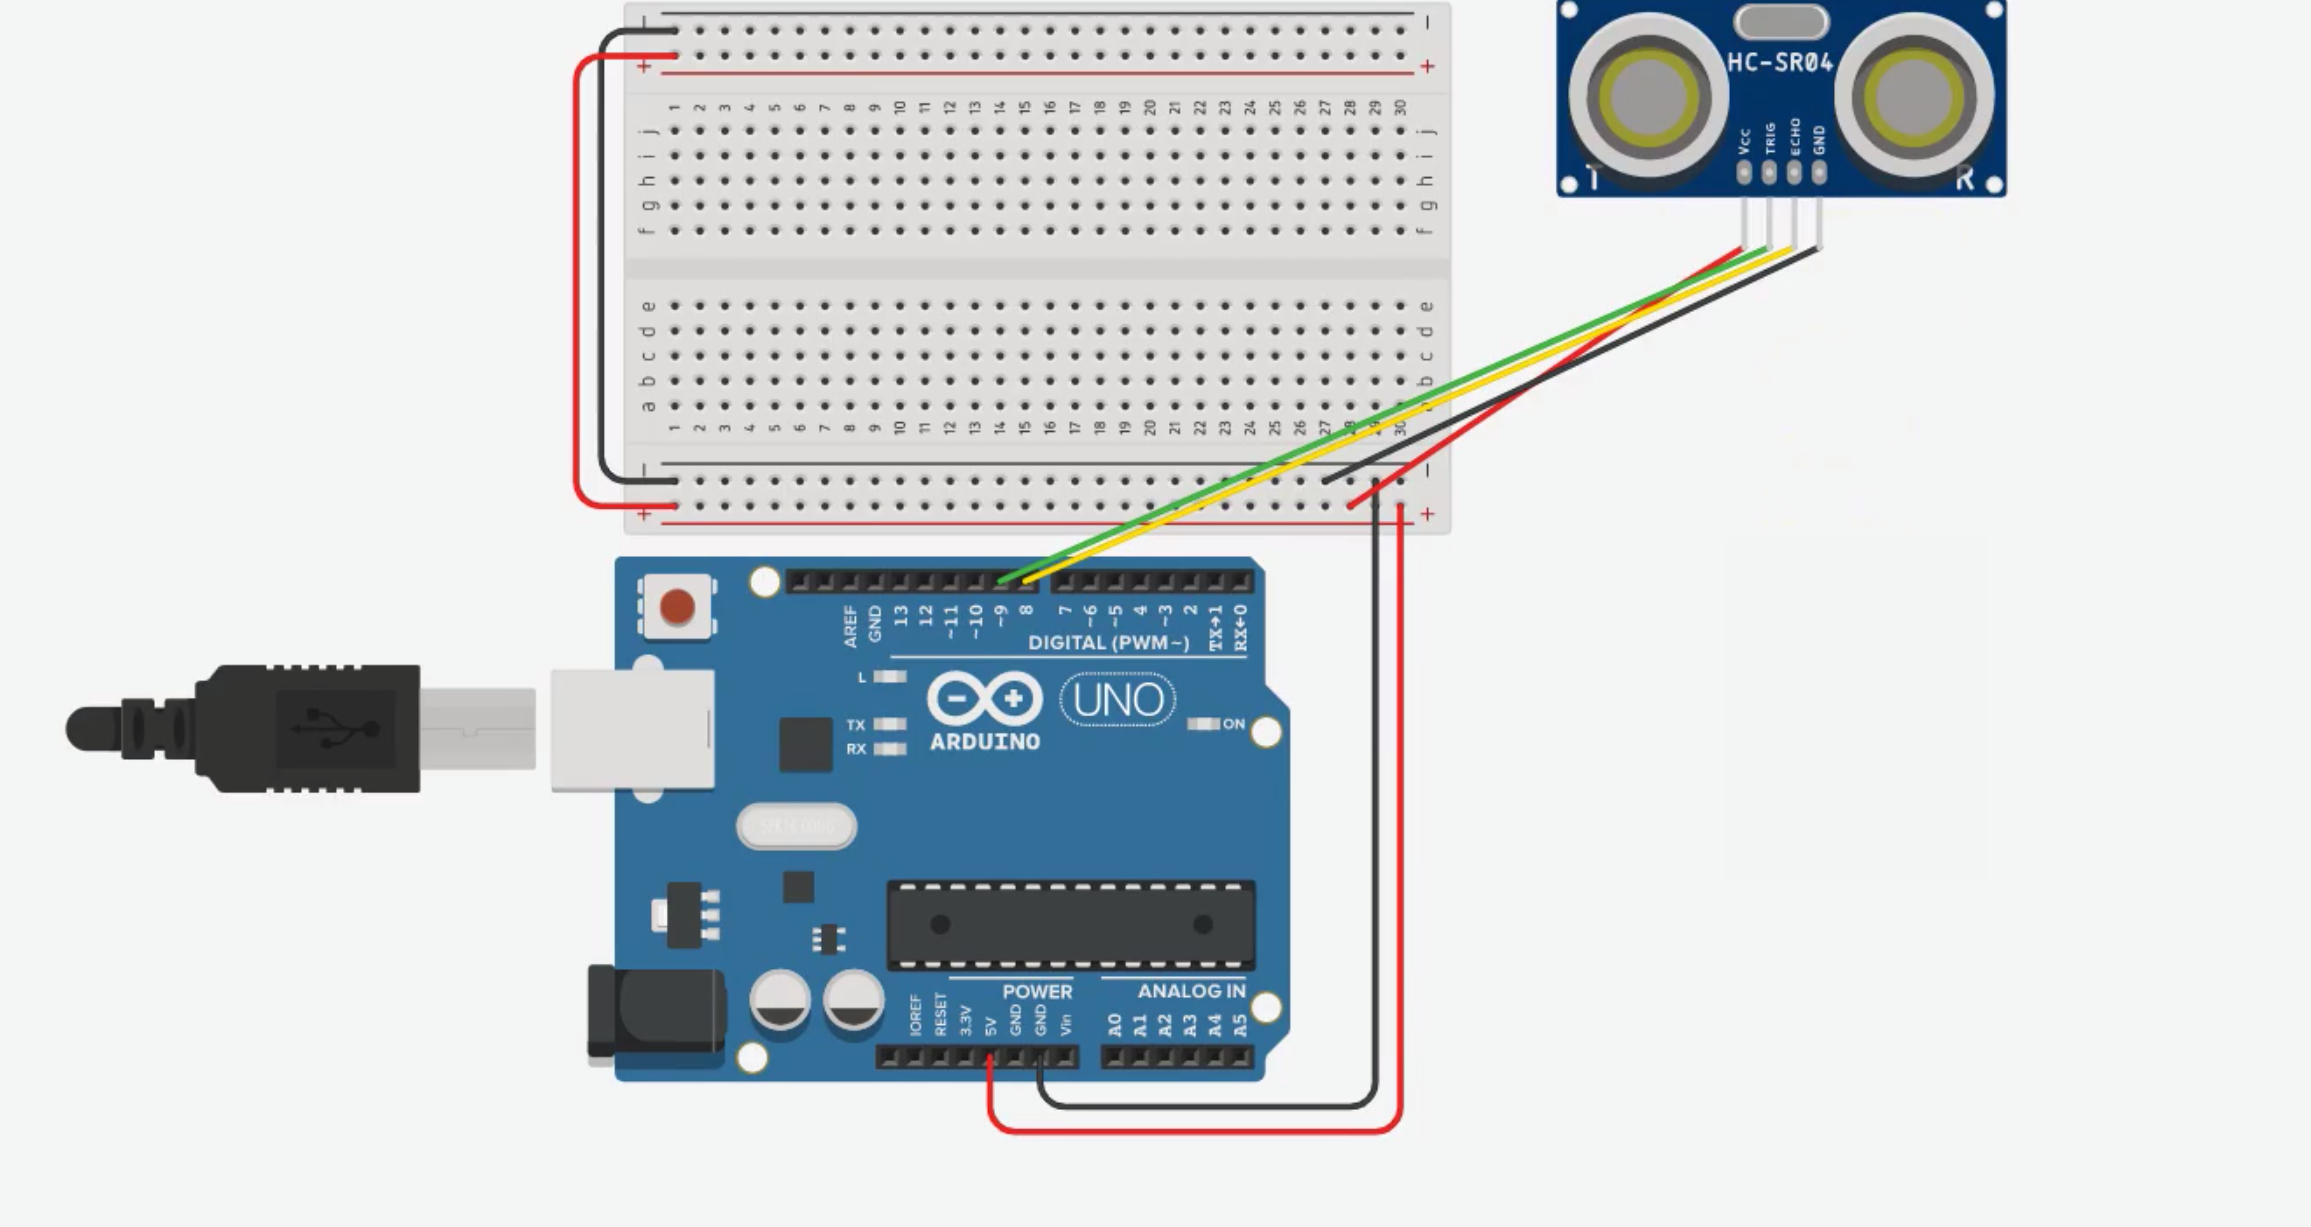 − −
+ +
1 2 3 4 5 6 7 8 9 10 11 12 13 14 15 16 17 18 19 20 21 22 23 24 25 26 27 28 29 30
j j
i i
h h
g g
f f
e e
d d
c c
b b
a
1 2 3 4 5 6 7 8 9 10 11 12 13 14 15 16 17 18 19 20 21 22 23 24 25 26 27 28 29 30
− −
+ +
HC-SR04
VCC TRIG ECHO GND
T R
AREF GND 13 12 ~11 ~10 ~9 8 7 ~6 ~5 4 ~3 2 TX→1 RX←0
DIGITAL (PWM~)
L
TX
RX
ARDUINO
UNO
ON
POWER
ANALOG IN
IOREF RESET 3.3V 5V GND GND Vin A0 A1 A2 A3 A4 A5